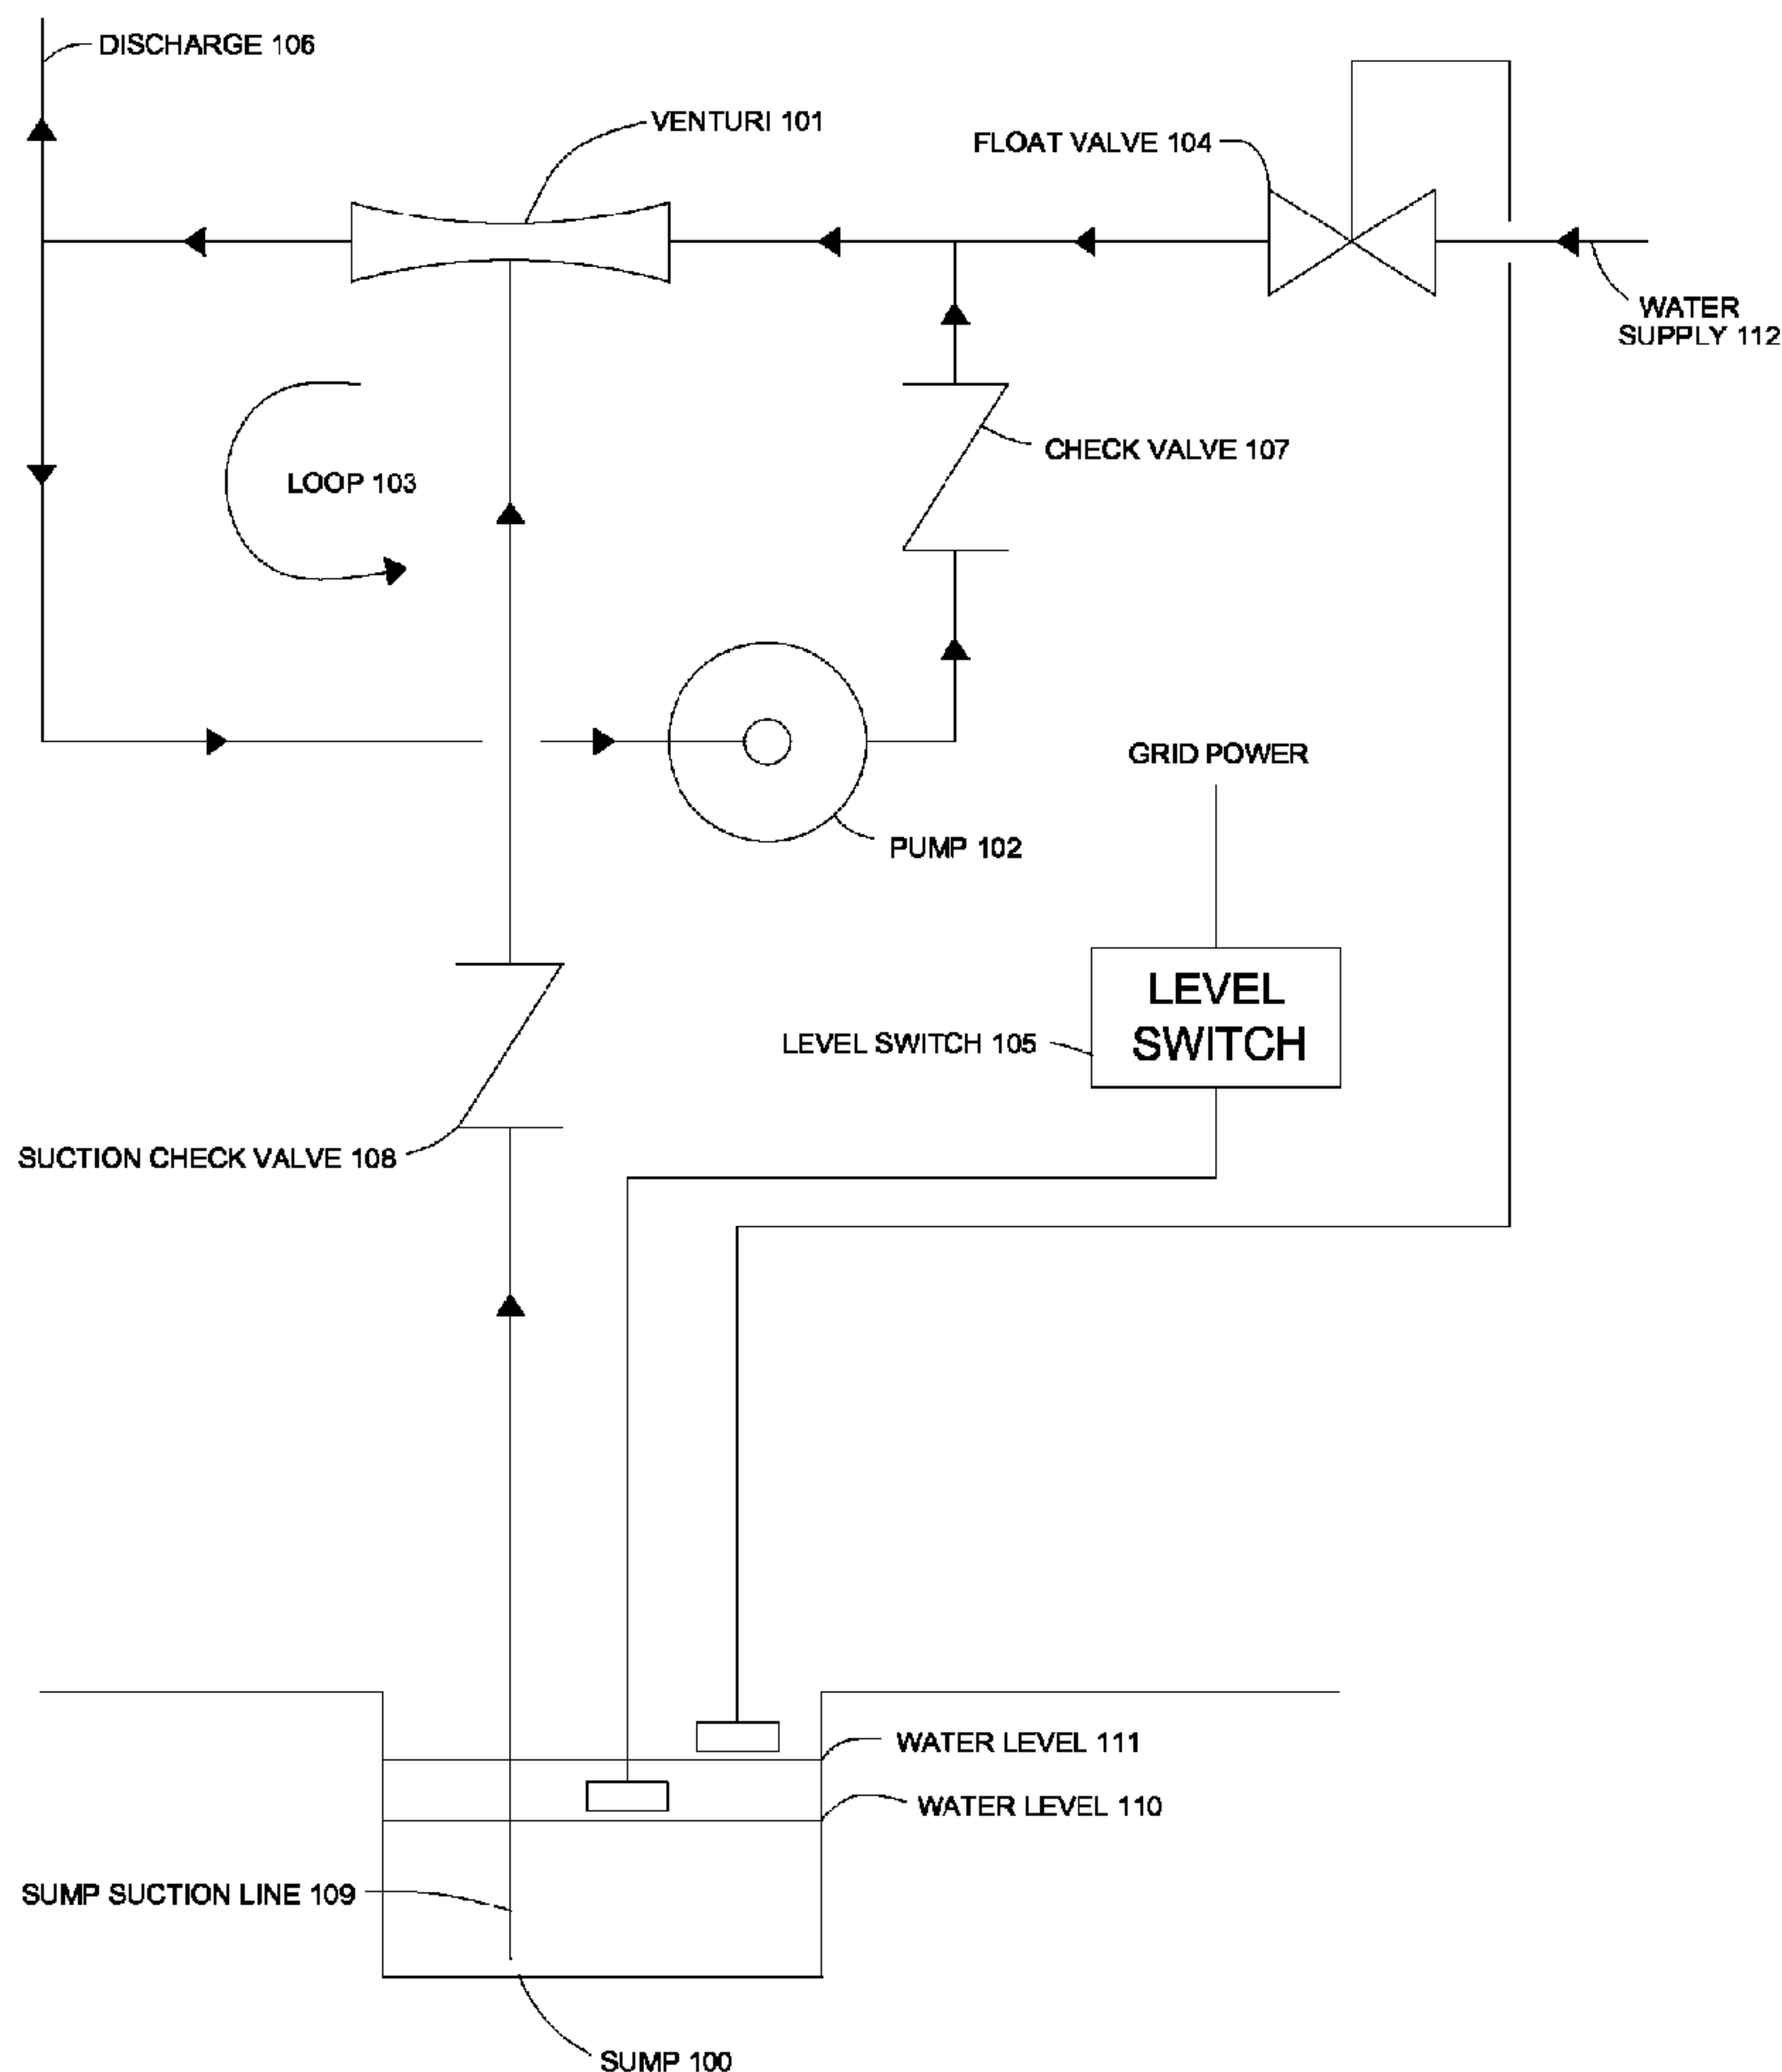 DISCHARGE 106
VENTURI 101
FLOAT VALVE 104
WATER
SUPPLY 112
CHECK VALVE 107
LOOP 103
GRID POWER
PUMP 102
LEVEL
SWITCH
LEVEL SWITCH 105
SUCTION CHECK VALVE 108
WATER LEVEL 111
WATER LEVEL 110
SUMP SUCTION LINE 109
SUMP 100